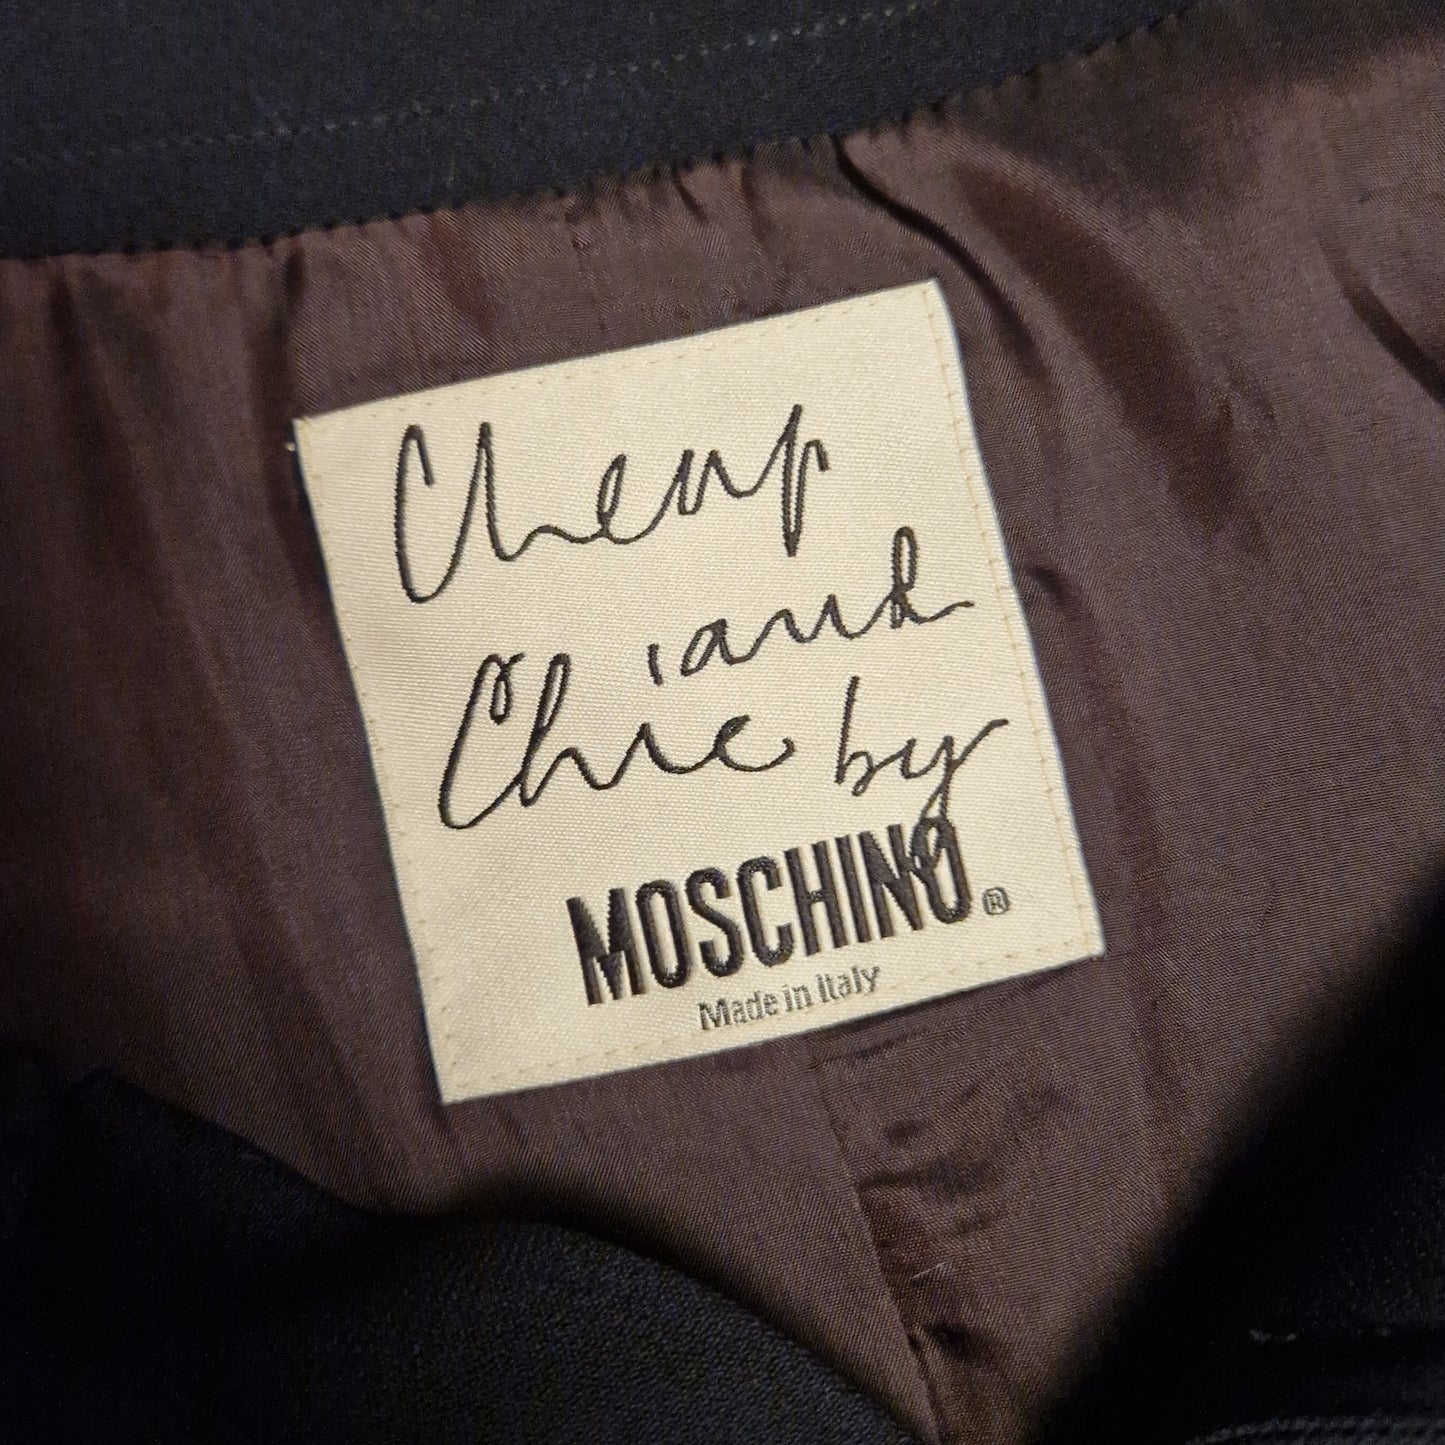 Cheap
and
Chic by
MOSCHINO®
Made in Italy